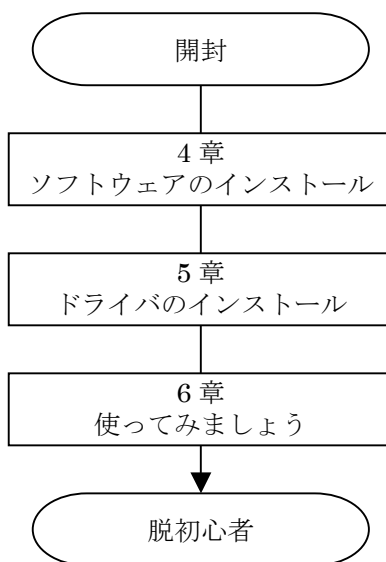 開封
4 章
ソフトウェアのインストール
5 章
ドライバのインストール
6 章
使ってみましょう
脱初心者